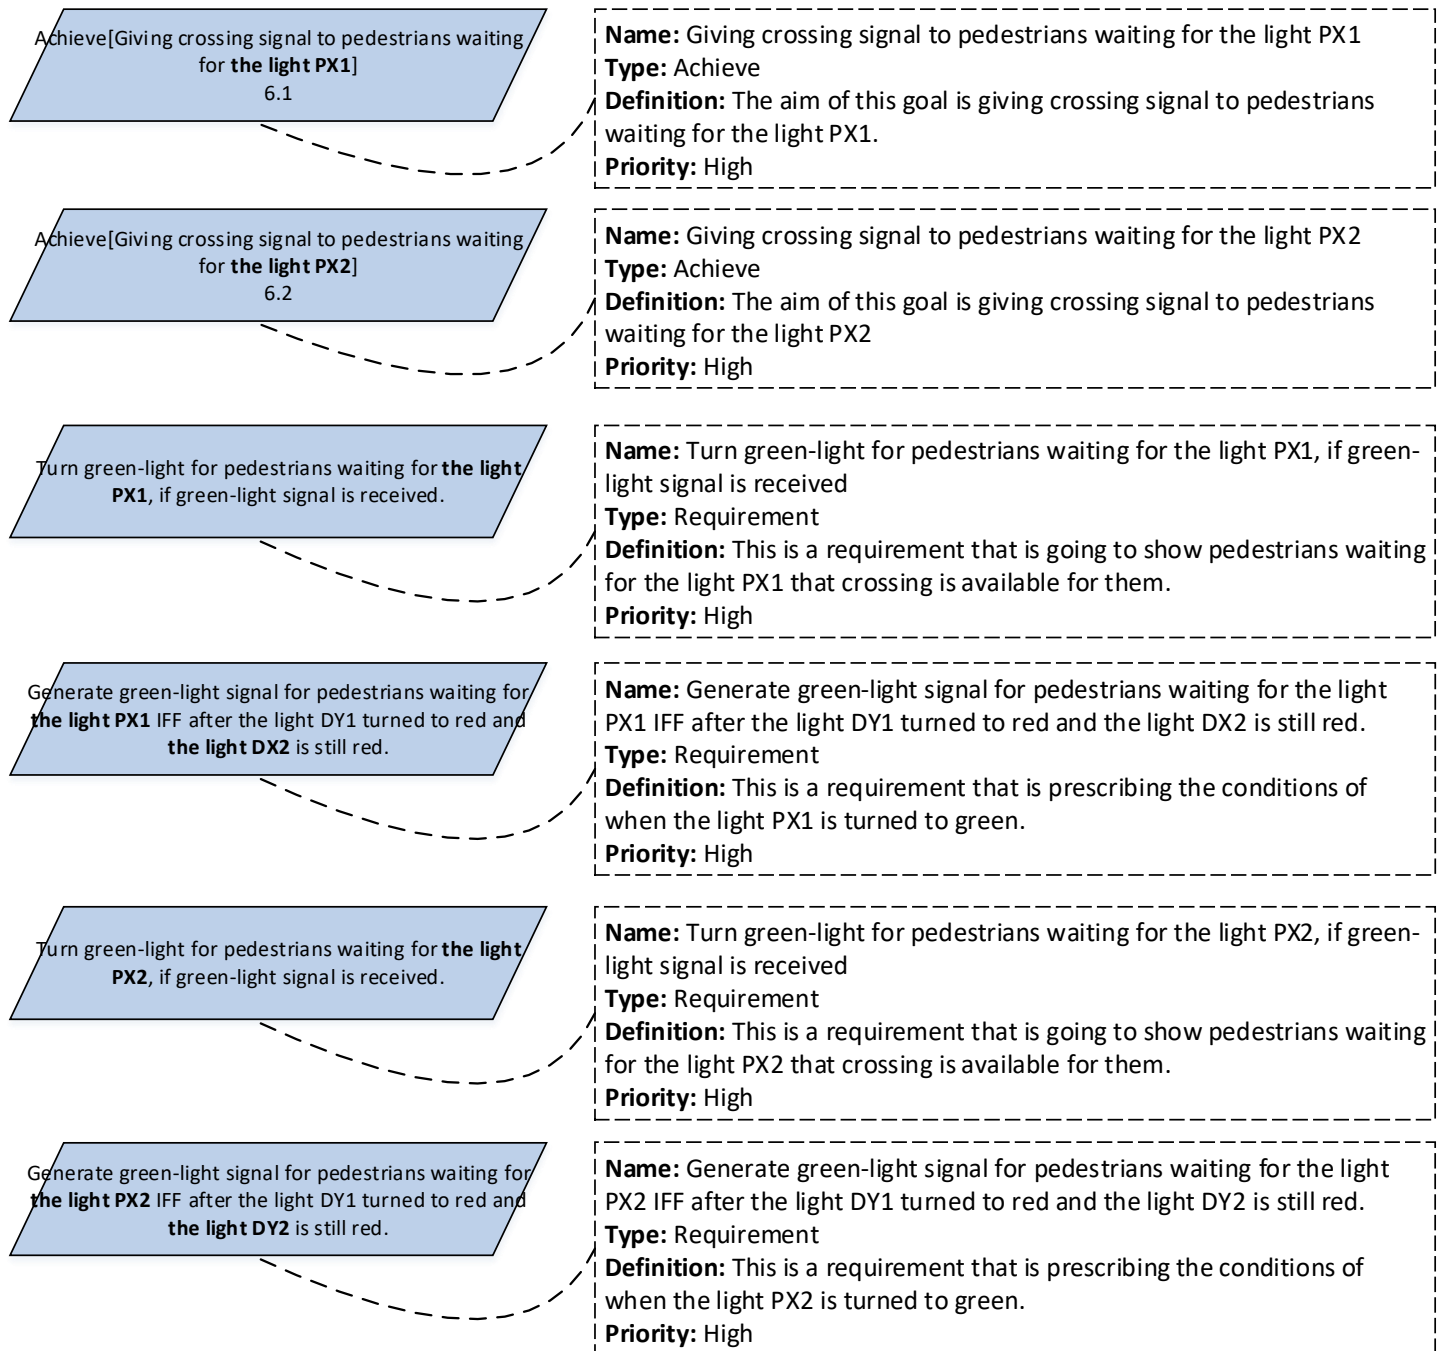 Achieve[Giving crossing signal to pedestrians waiting
for the light PX1]
6.1
Name: Giving crossing signal to pedestrians waiting for the light PX1
Type: Achieve
Definition: The aim of this goal is giving crossing signal to pedestrians
waiting for the light PX1.
Priority: High
Achieve[Giving crossing signal to pedestrians waiting
for the light PX2]
6.2
Name: Giving crossing signal to pedestrians waiting for the light PX2
Type: Achieve
Definition: The aim of this goal is giving crossing signal to pedestrians
waiting for the light PX2
Priority: High
Turn green-light for pedestrians waiting for the light
PX1, if green-light signal is received.
Name: Turn green-light for pedestrians waiting for the light PX1, if green-
light signal is received
Type: Requirement
Definition: This is a requirement that is going to show pedestrians waiting
for the light PX1 that crossing is available for them.
Priority: High
Generate green-light signal for pedestrians waiting for
the light PX1 IFF after the light DY1 turned to red and
the light DX2 is still red.
Name: Generate green-light signal for pedestrians waiting for the light
PX1 IFF after the light DY1 turned to red and the light DX2 is still red.
Type: Requirement
Definition: This is a requirement that is prescribing the conditions of
when the light PX1 is turned to green.
Priority: High
Turn green-light for pedestrians waiting for the light
PX2, if green-light signal is received.
Name: Turn green-light for pedestrians waiting for the light PX2, if green-
light signal is received
Type: Requirement
Definition: This is a requirement that is going to show pedestrians waiting
for the light PX2 that crossing is available for them.
Priority: High
Generate green-light signal for pedestrians waiting for
the light PX2 IFF after the light DY1 turned to red and
the light DY2 is still red.
Name: Generate green-light signal for pedestrians waiting for the light
PX2 IFF after the light DY1 turned to red and the light DY2 is still red.
Type: Requirement
Definition: This is a requirement that is prescribing the conditions of
when the light PX2 is turned to green.
Priority: High